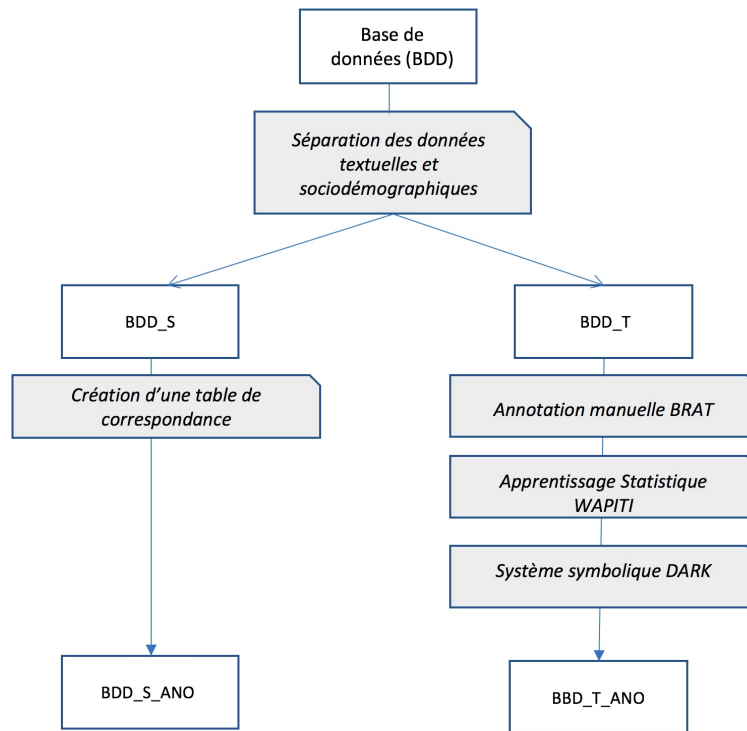 Base de
données (BDD)
Séparation des données
textuelles et
sociodémographiques
BDD_S
BDD_T
Création d’une table de
correspondance
Annotation manuelle BRAT
Apprentissage Statistique
WAPITI
Système symbolique DARK
BDD_S_ANO
BBD_T_ANO